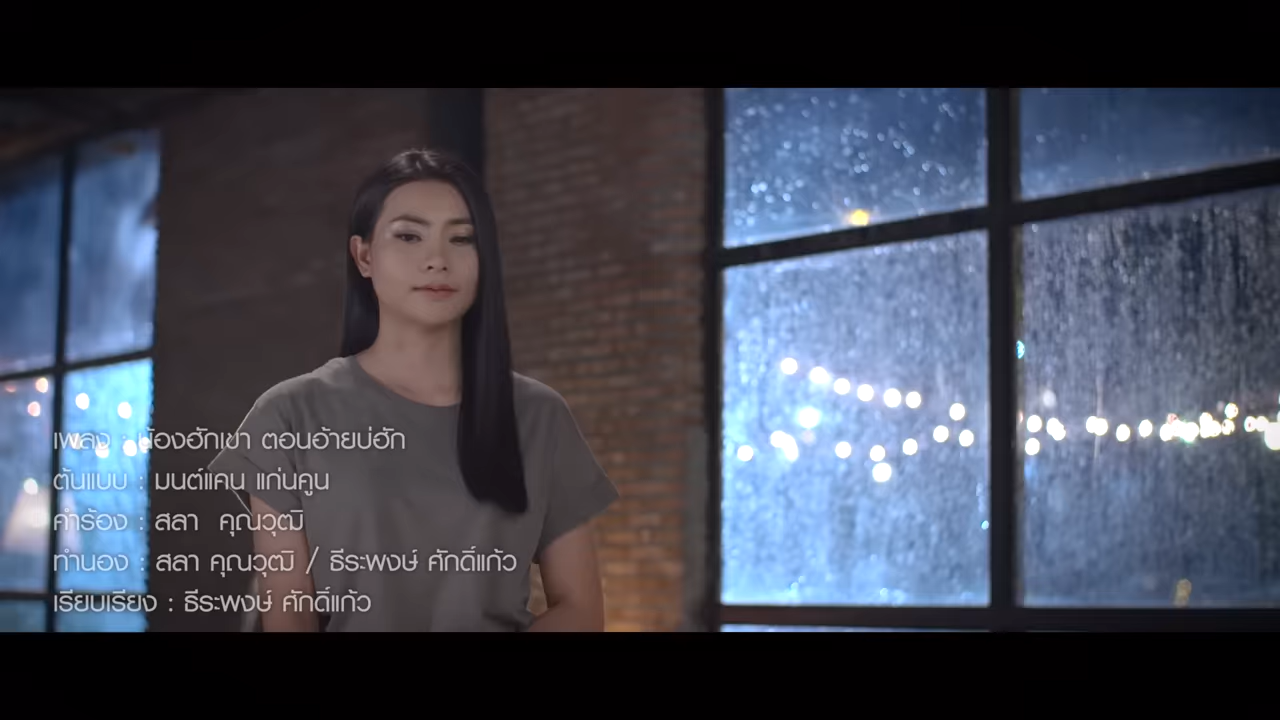 เพลง : น้องฮักเขา ตอนอ้ายบ่ฮัก
ต้นแบบ : มนต์แคน แก่นคูน
คำร้อง : สลา คุณวุฒิ
ทำนอง : สลา คุณวุฒิ / ธีระพงษ์ ศักดิ์แก้ว
เรียบเรียง : ธีระพงษ์ ศักดิ์แก้ว